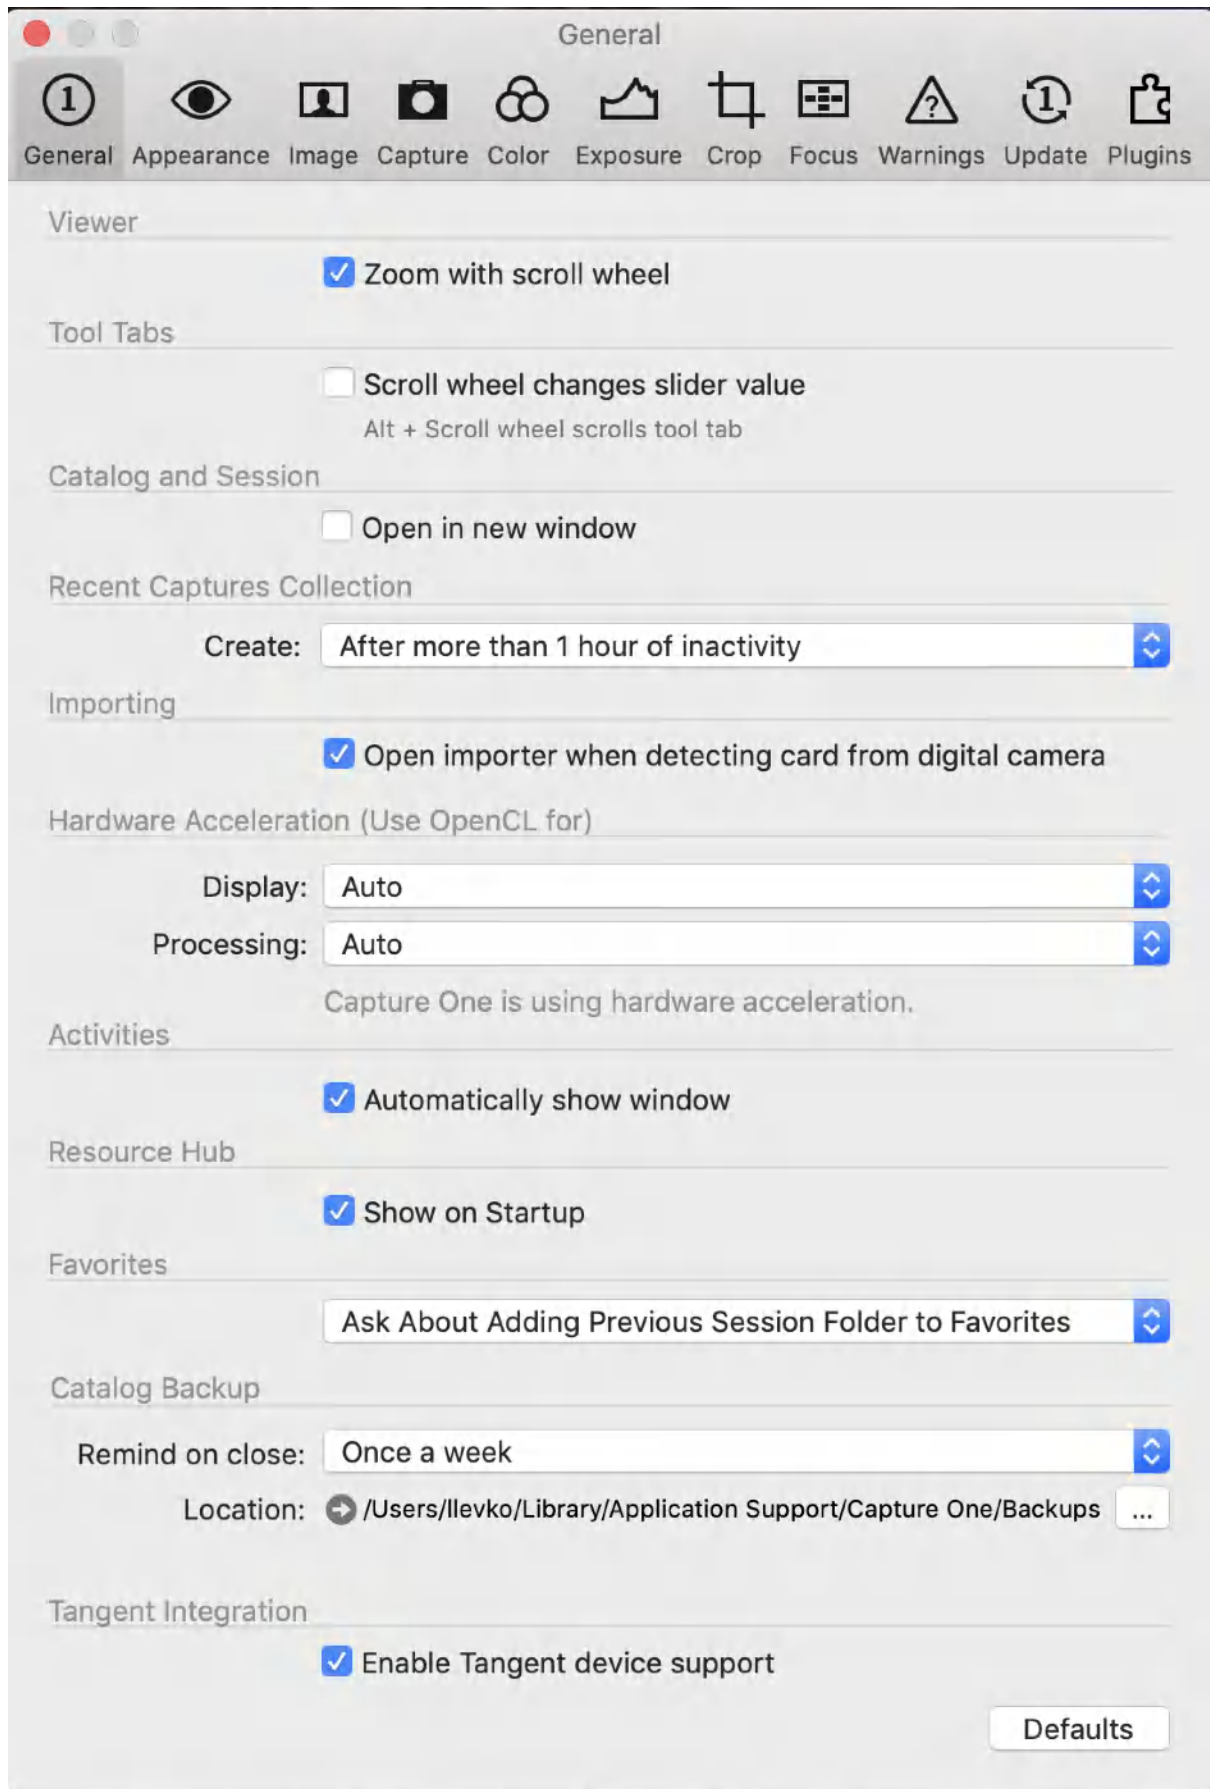 General
General Appearance Image Capture Color Exposure Crop Focus Warnings Update Plugins
Viewer
Zoom with scroll wheel
Tool Tabs
Scroll wheel changes slider value
Alt + Scroll wheel scrolls tool tab
Catalog and Session
Open in new window
Recent Captures Collection
Create: After more than 1 hour of inactivity
Importing
Open importer when detecting card from digital camera
Hardware Acceleration (Use OpenCL for)
Display: Auto
Processing: Auto
Capture One is using hardware acceleration.
Activities
Automatically show window
Resource Hub
Show on Startup
Favorites
Ask About Adding Previous Session Folder to Favorites
Catalog Backup
Remind on close: Once a week
Location: /Users/llevko/Library/Application Support/Capture One/Backups ...
Tangent Integration
Enable Tangent device support
Defaults